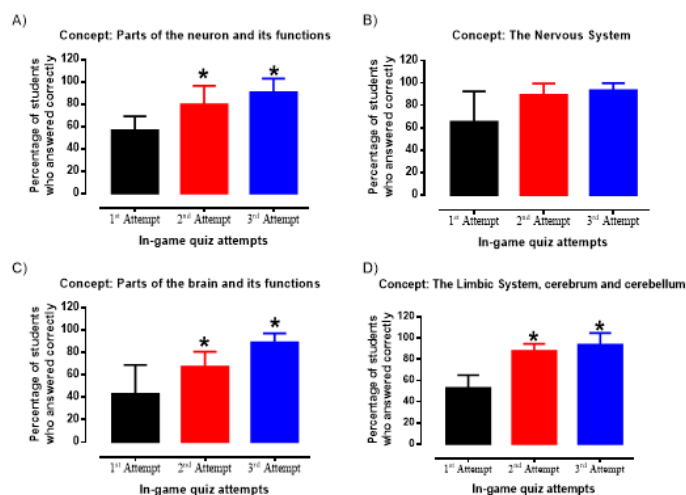 A)
Concept: Parts of the neuron and its functions
Percentage of students
who answered correctly
120
100
80
60
40
20
0
*
*
1st Attempt
2nd Attempt
3rd Attempt
In-game quiz attempts
B)
Concept: The Nervous System
Percentage of students
who answered correctly
120
100
80
60
40
20
0
1st Attempt
2nd Attempt
3rd Attempt
In-game quiz attempts
C)
Concept: Parts of the brain and its functions
Percentage of students
who answered correctly
120
100
80
60
40
20
0
*
*
1st Attempt
2nd Attempt
3rd Attempt
In-game quiz attempts
D)
Concept: The Limbic System, cerebrum and cerebellum
Percentage of students
who answered correctly
120
100
80
60
40
20
0
*
*
1st Attempt
2nd Attempt
3rd Attempt
In-game quiz attempts